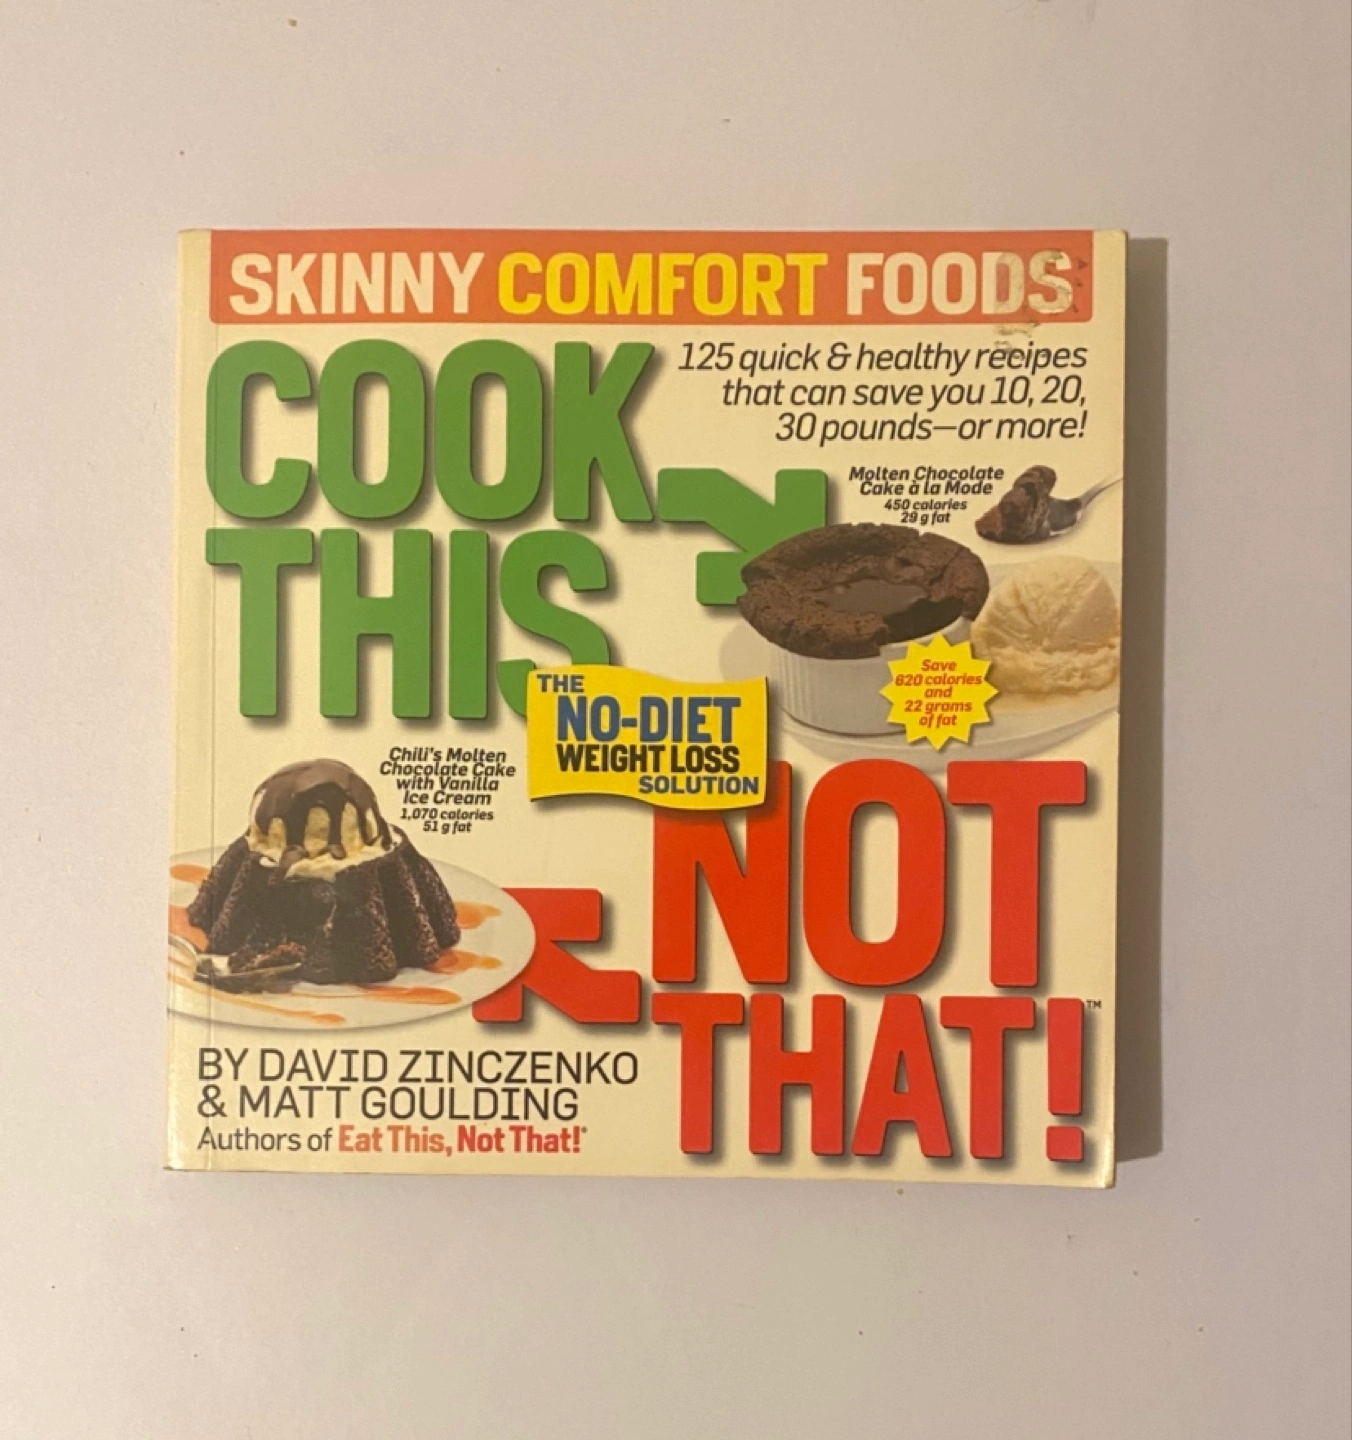 SKINNY COMFORT FOODS
COOK
THIS
125 quick & healthy recipes
that can save you 10, 20,
30 pounds—or more!
Molten Chocolate
Cake à la Mode
450 calories
29 g fat
Save
620 calories
and
22 grams
of fat
THE
NO-DIET
WEIGHT LOSS
SOLUTION
Chili's Molten
Chocolate Cake
with Vanilla
Ice Cream
1,070 calories
51 g fat
NOT
THAT!™
BY DAVID ZINCZENKO
& MATT GOULDING
Authors of Eat This, Not That!®